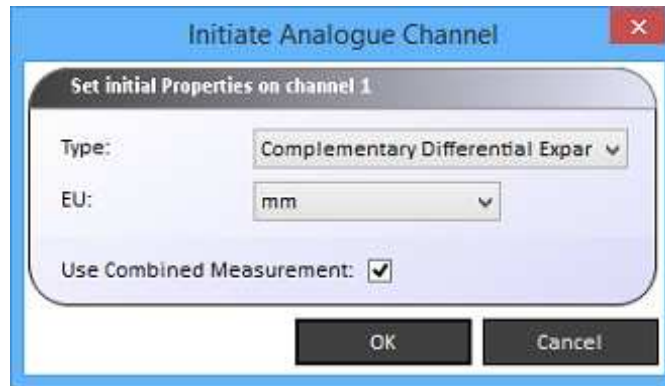 Initiate Analogue Channel
Set initial Properties on channel 1
Type: Complementary Differential Expar
EU: mm
Use Combined Measurement:
OK Cancel